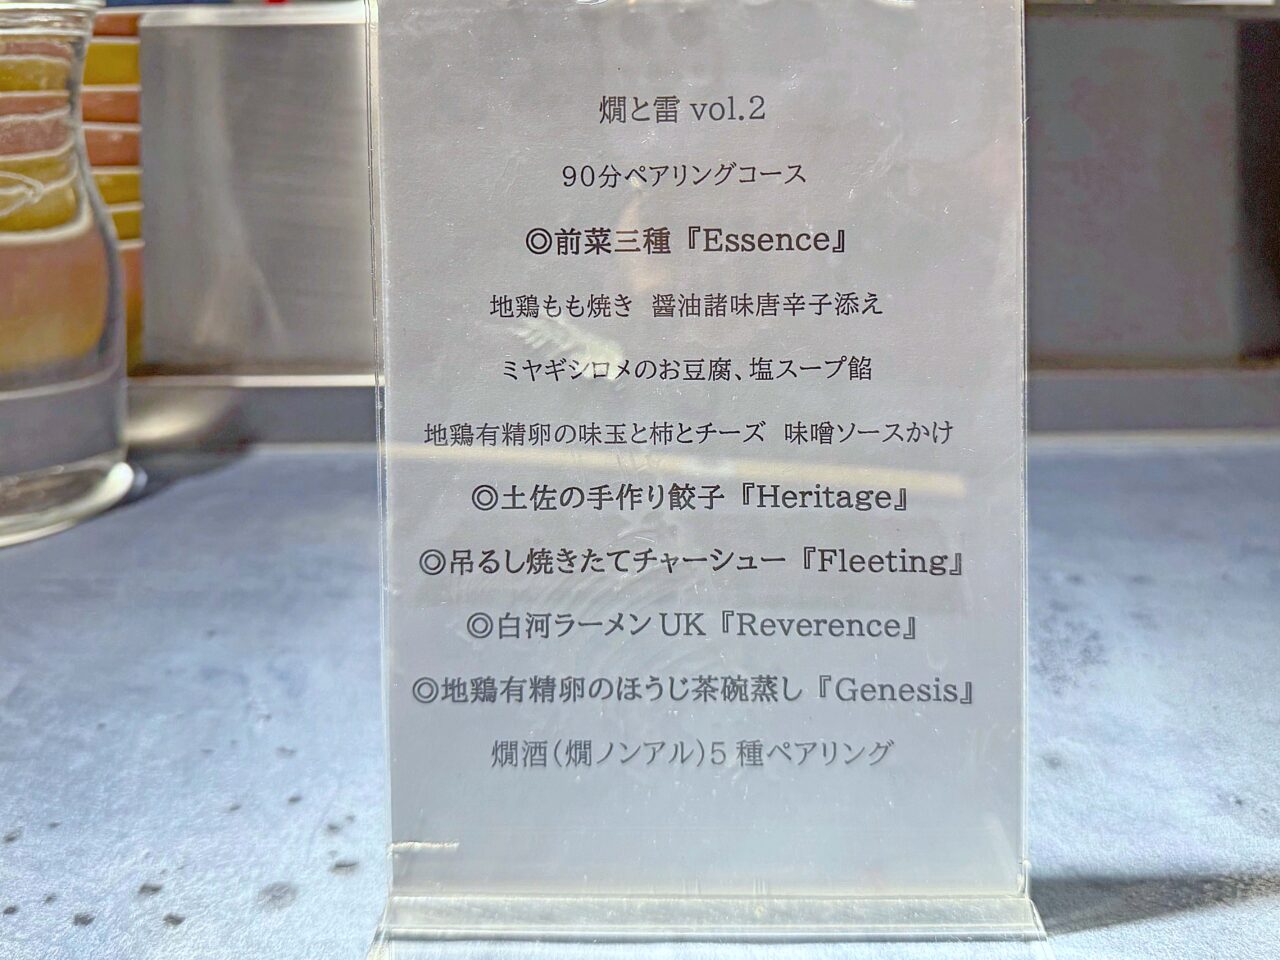 燗と雷 vol.2
90分ペアリングコース
◎前菜三種『Essence』
地鶏もも焼き　醤油諸味唐辛子添え
ミヤギシロメのお豆腐、塩スープ餡
地鶏有精卵の味玉と柿とチーズ　味噌ソースかけ
◎土佐の手作り餃子『Heritage』
◎吊るし焼きたてチャーシュー『Fleeting』
◎白河ラーメンUK『Reverence』
◎地鶏有精卵のほうじ茶碗蒸し『Genesis』
燗酒(燗ノンアル)5種ペアリング